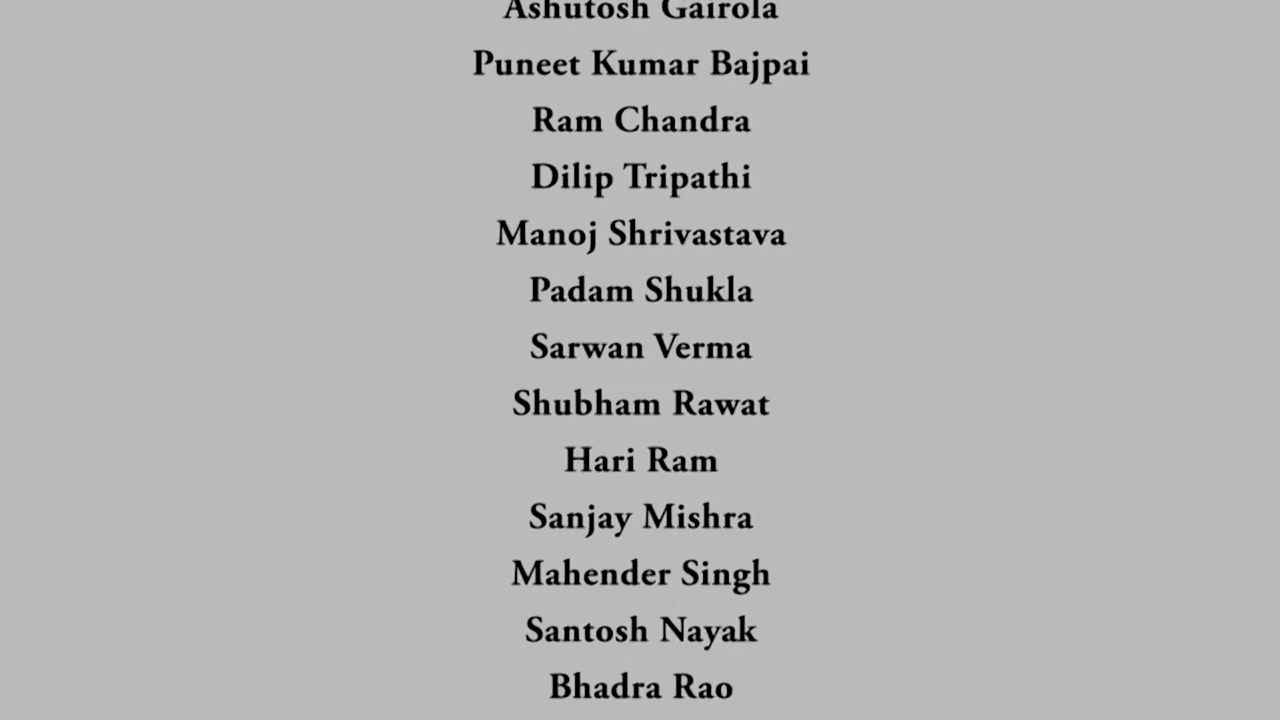 Ashutosh Gairola
Puneet Kumar Bajpai
Ram Chandra
Dilip Tripathi
Manoj Shrivastava
Padam Shukla
Sarwan Verma
Shubham Rawat
Hari Ram
Sanjay Mishra
Mahender Singh
Santosh Nayak
Bhadra Rao